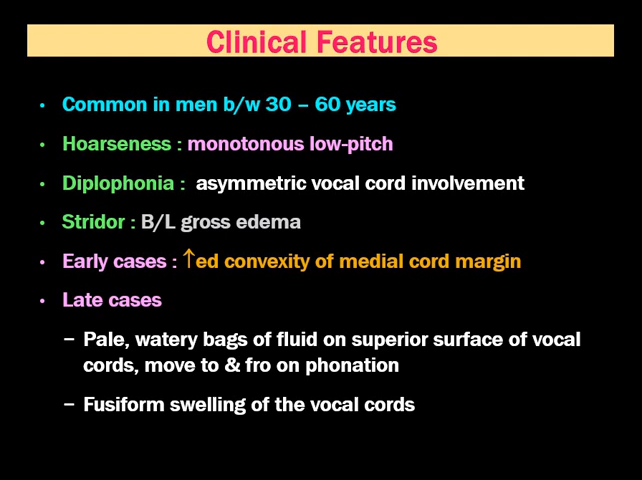 Clinical Features
• Common in men b/w 30 – 60 years
• Hoarseness : monotonous low-pitch
• Diplophonia : asymmetric vocal cord involvement
• Stridor : B/L gross edema
• Early cases : ↑ed convexity of medial cord margin
• Late cases
– Pale, watery bags of fluid on superior surface of vocal
cords, move to & fro on phonation
– Fusiform swelling of the vocal cords